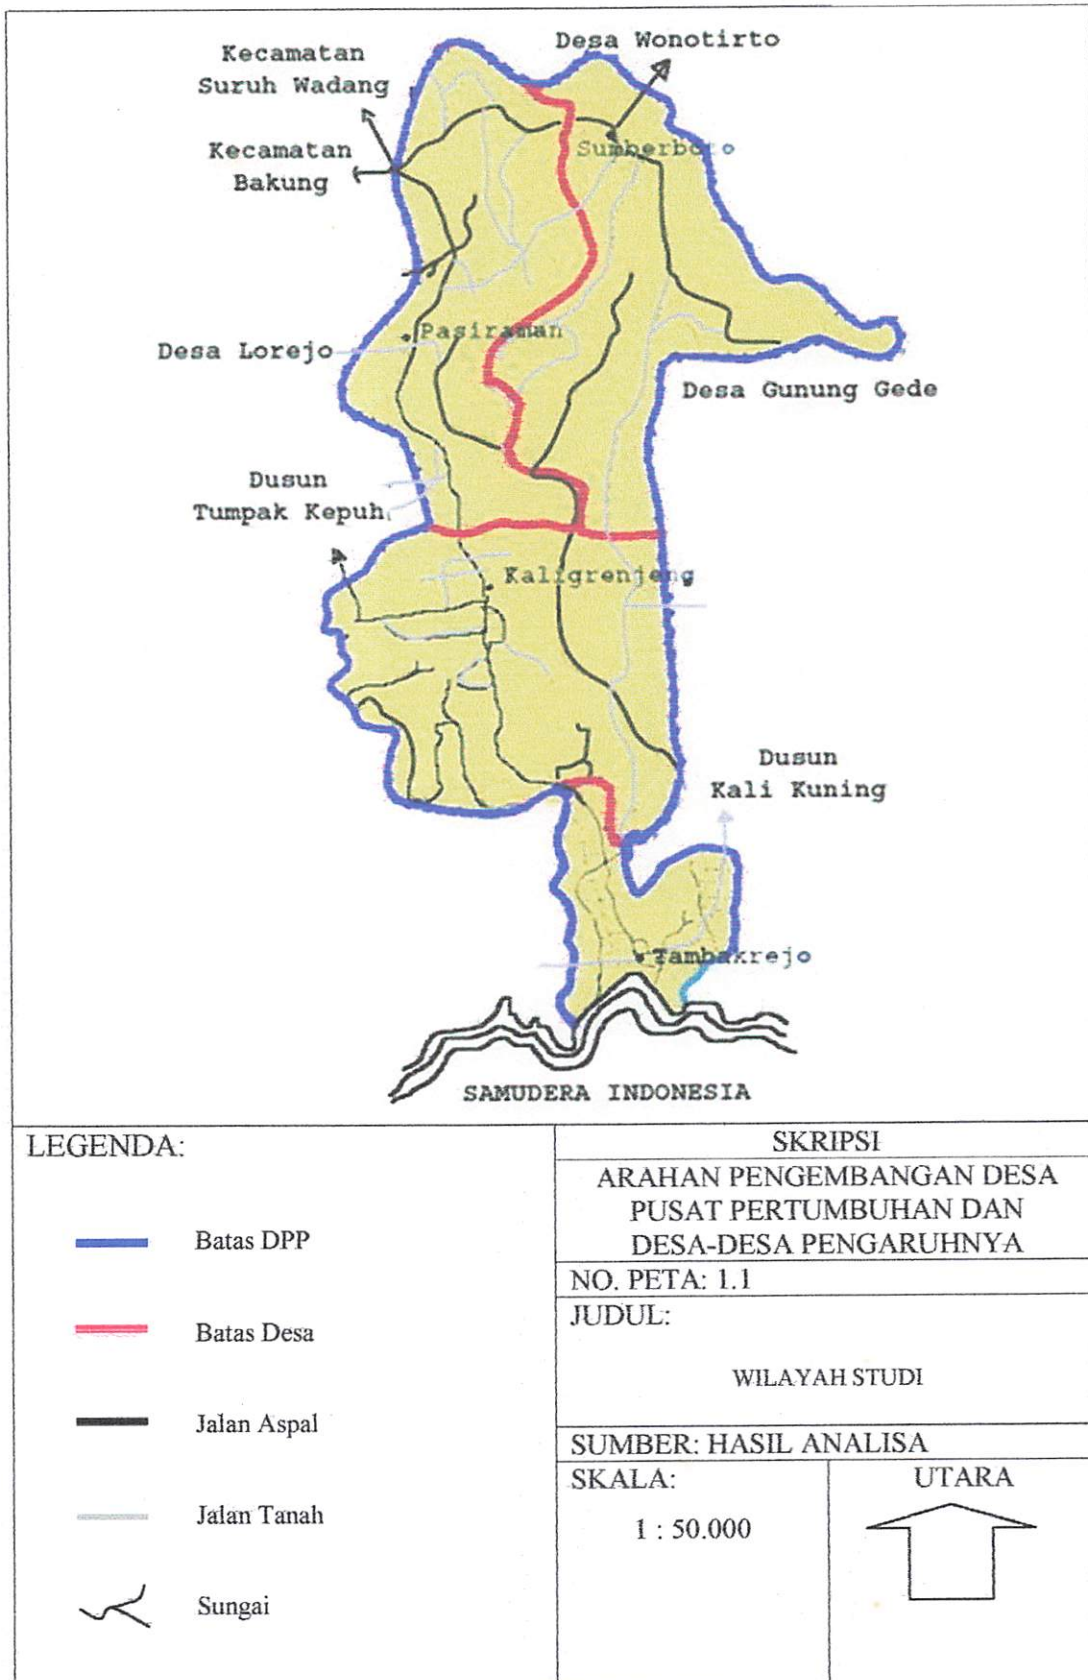 Kecamatan
Suruh Wadang
Desa Wonotirto
Kecamatan
Bakung
Sumberboto
Pasiraman
Desa Lorejo
Desa Gunung Gede
Dusun
Tumpak Kepuh
Kaligrenjeng
Dusun
Kali Kuning
Tambakrejo
SAMUDERA INDONESIA
LEGENDA:
Batas DPP
Batas Desa
Jalan Aspal
Jalan Tanah
Sungai
SKRIPSI
ARAHAN PENGEMBANGAN DESA
PUSAT PERTUMBUHAN DAN
DESA-DESA PENGARUHNYA
NO. PETA: 1.1
JUDUL:
WILAYAH STUDI
SUMBER: HASIL ANALISA
SKALA:
1 : 50.000
UTARA